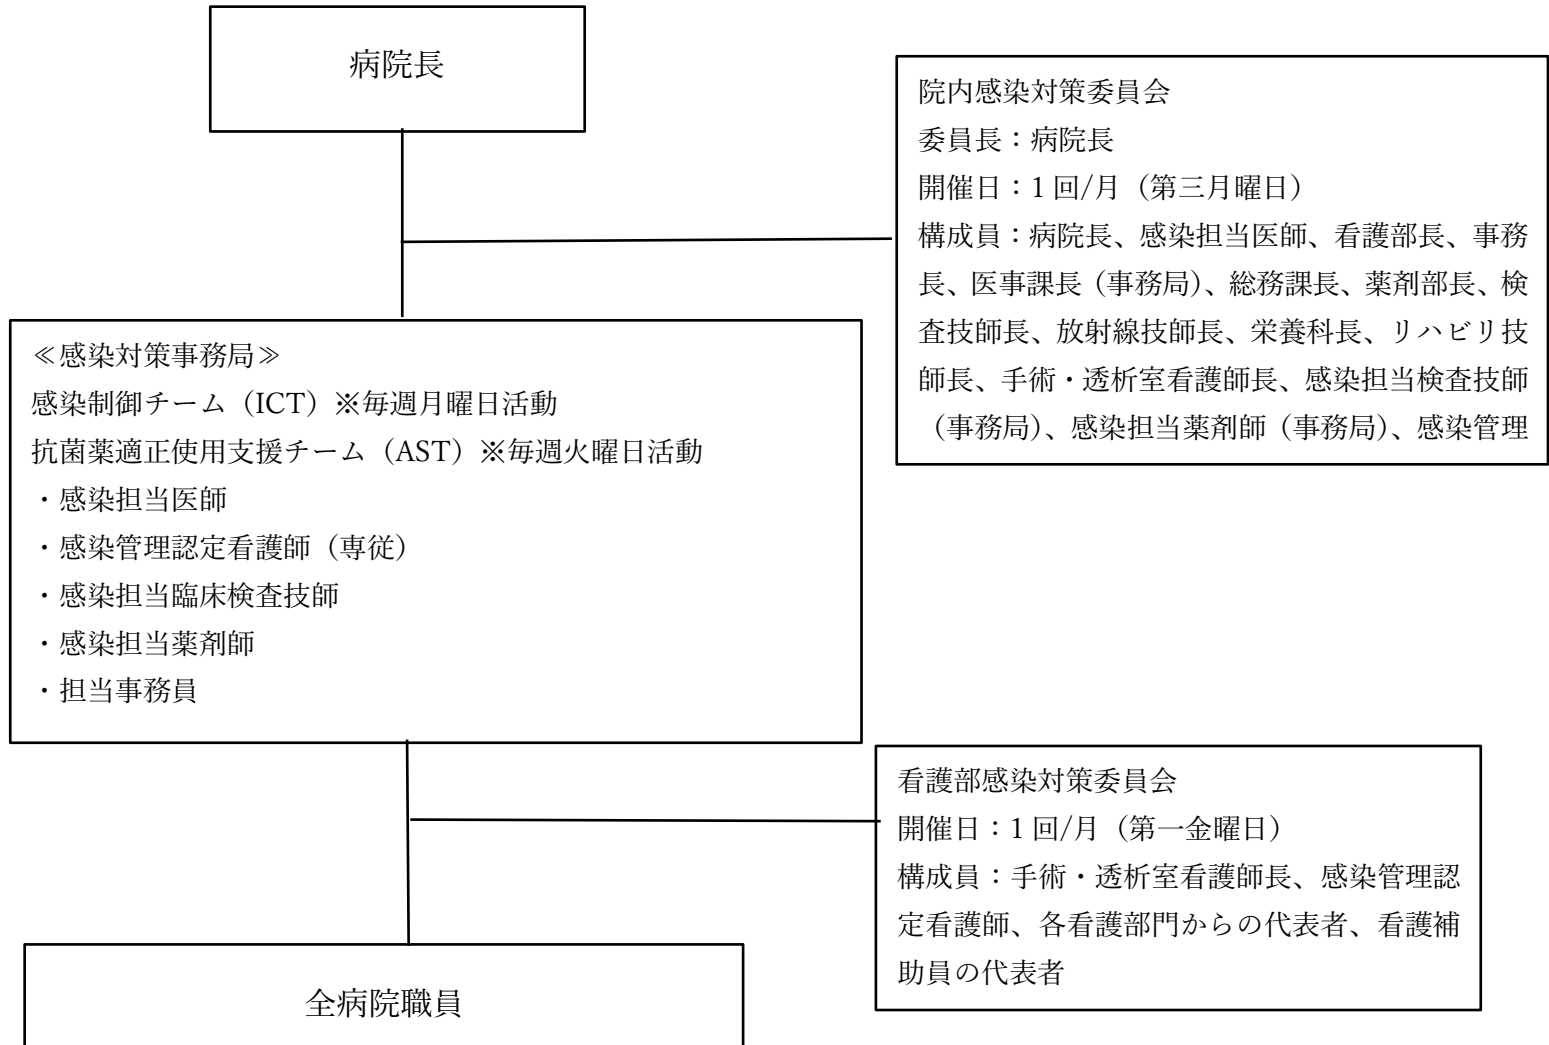 病院長
院内感染対策委員会
委員長：病院長
開催日：1 回/月（第三月曜日）
構成員：病院長、感染担当医師、看護部長、事務
長、医事課長（事務局）、総務課長、薬剤部長、検
査技師長、放射線技師長、栄養科長、リハビリ技
師長、手術・透析室看護師長、感染担当検査技師
（事務局）、感染担当薬剤師（事務局）、感染管理
≪感染対策事務局≫
感染制御チーム（ICT）※毎週月曜日活動
抗菌薬適正使用支援チーム（AST）※毎週火曜日活動
・感染担当医師
・感染管理認定看護師（専従）
・感染担当臨床検査技師
・感染担当薬剤師
・担当事務員
看護部感染対策委員会
開催日：1 回/月（第一金曜日）
構成員：手術・透析室看護師長、感染管理認
定看護師、各看護部門からの代表者、看護補
助員の代表者
全病院職員